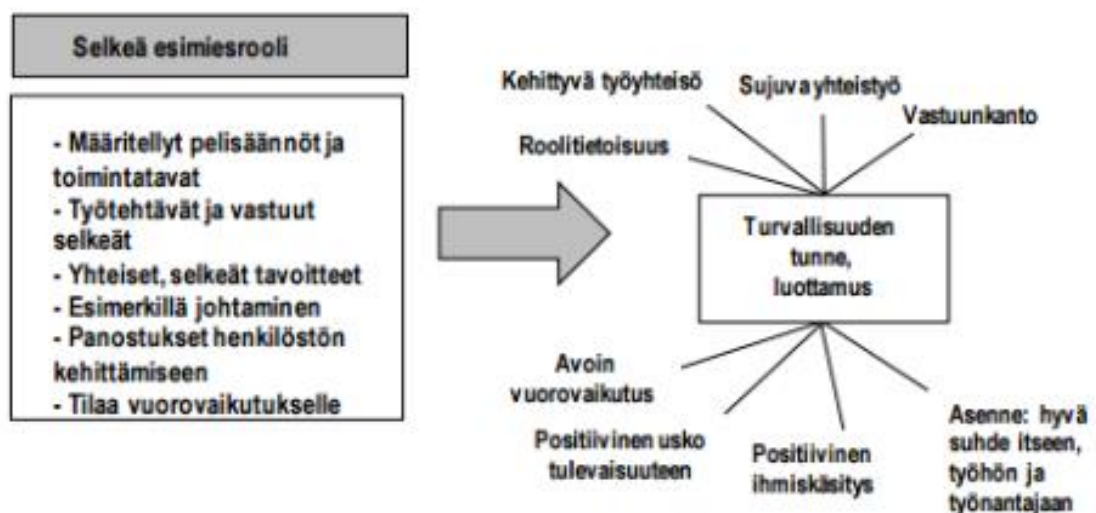 Selkeä esimiesrooli
- Määritellyt pelisäännöt ja
toimintatavat
- Työtehtävät ja vastuut
selkeät
- Yhteiset, selkeät tavoitteet
- Esimerkillä johtaminen
- Panostukset henkilöstön
kehittämiseen
- Tilaa vuorovaikutukselle
Kehittyvä työyhteisö
Sujuva yhteistyö
Vastuunkanto
Roolitietoisuus
Turvallisuuden
tunne,
luottamus
Avoin
vuorovaikutus
Positiivinen usko
tulevaisuuteen
Positiivinen
ihmiskäsitys
Asenne: hyvä
suhde itseen,
työhön ja
työnantajaan